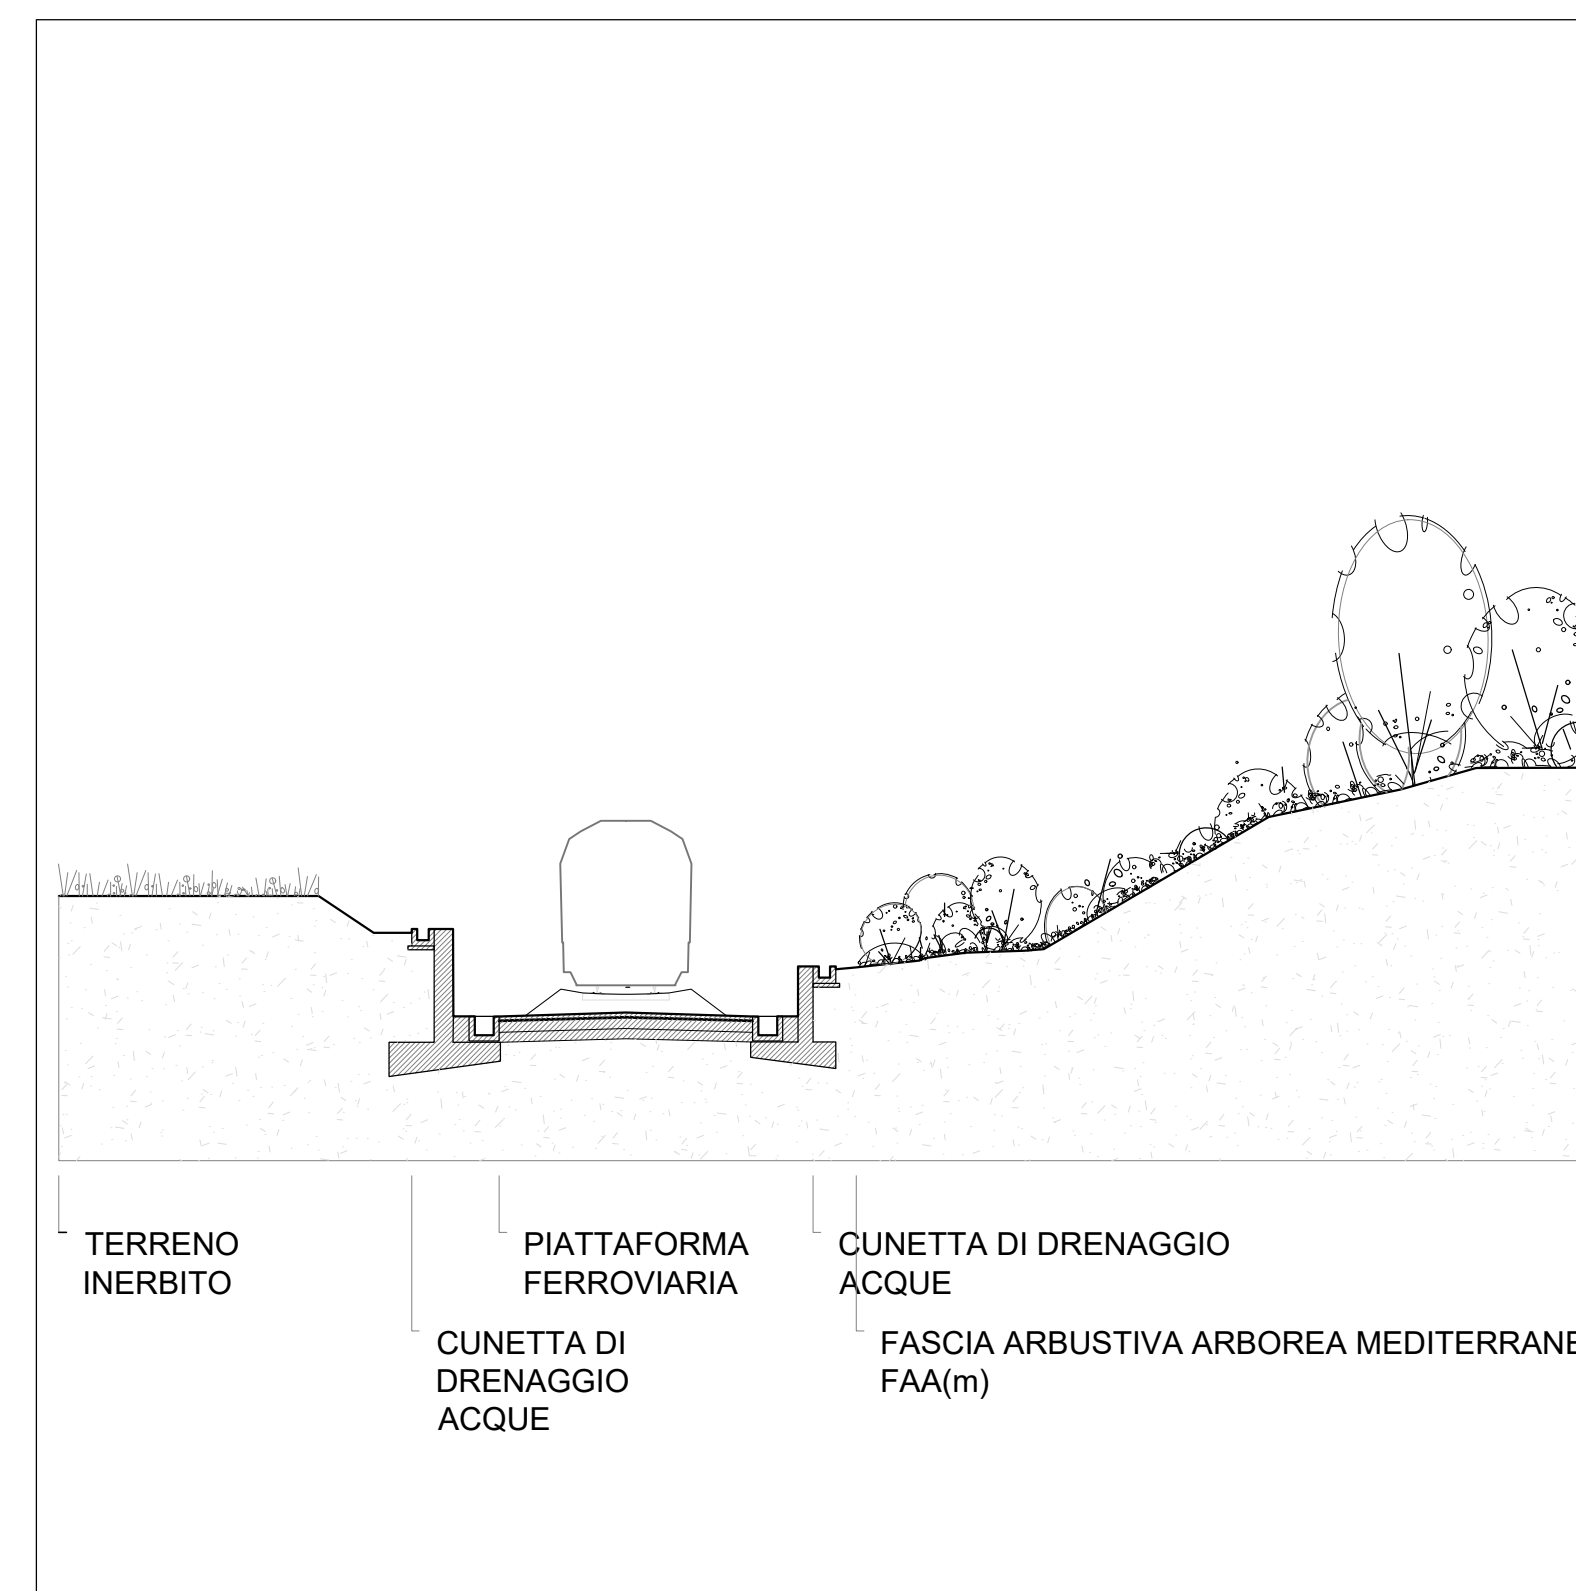 TERRENO
INERBITO
PIATTAFORMA
FERROVIARIA
CUNETTA DI DRENAGGIO
ACQUE
CUNETTA DI
DRENAGGIO
ACQUE
FASCIA ARBUSTIVA ARBOREA MEDITERRANE
FAA(m)